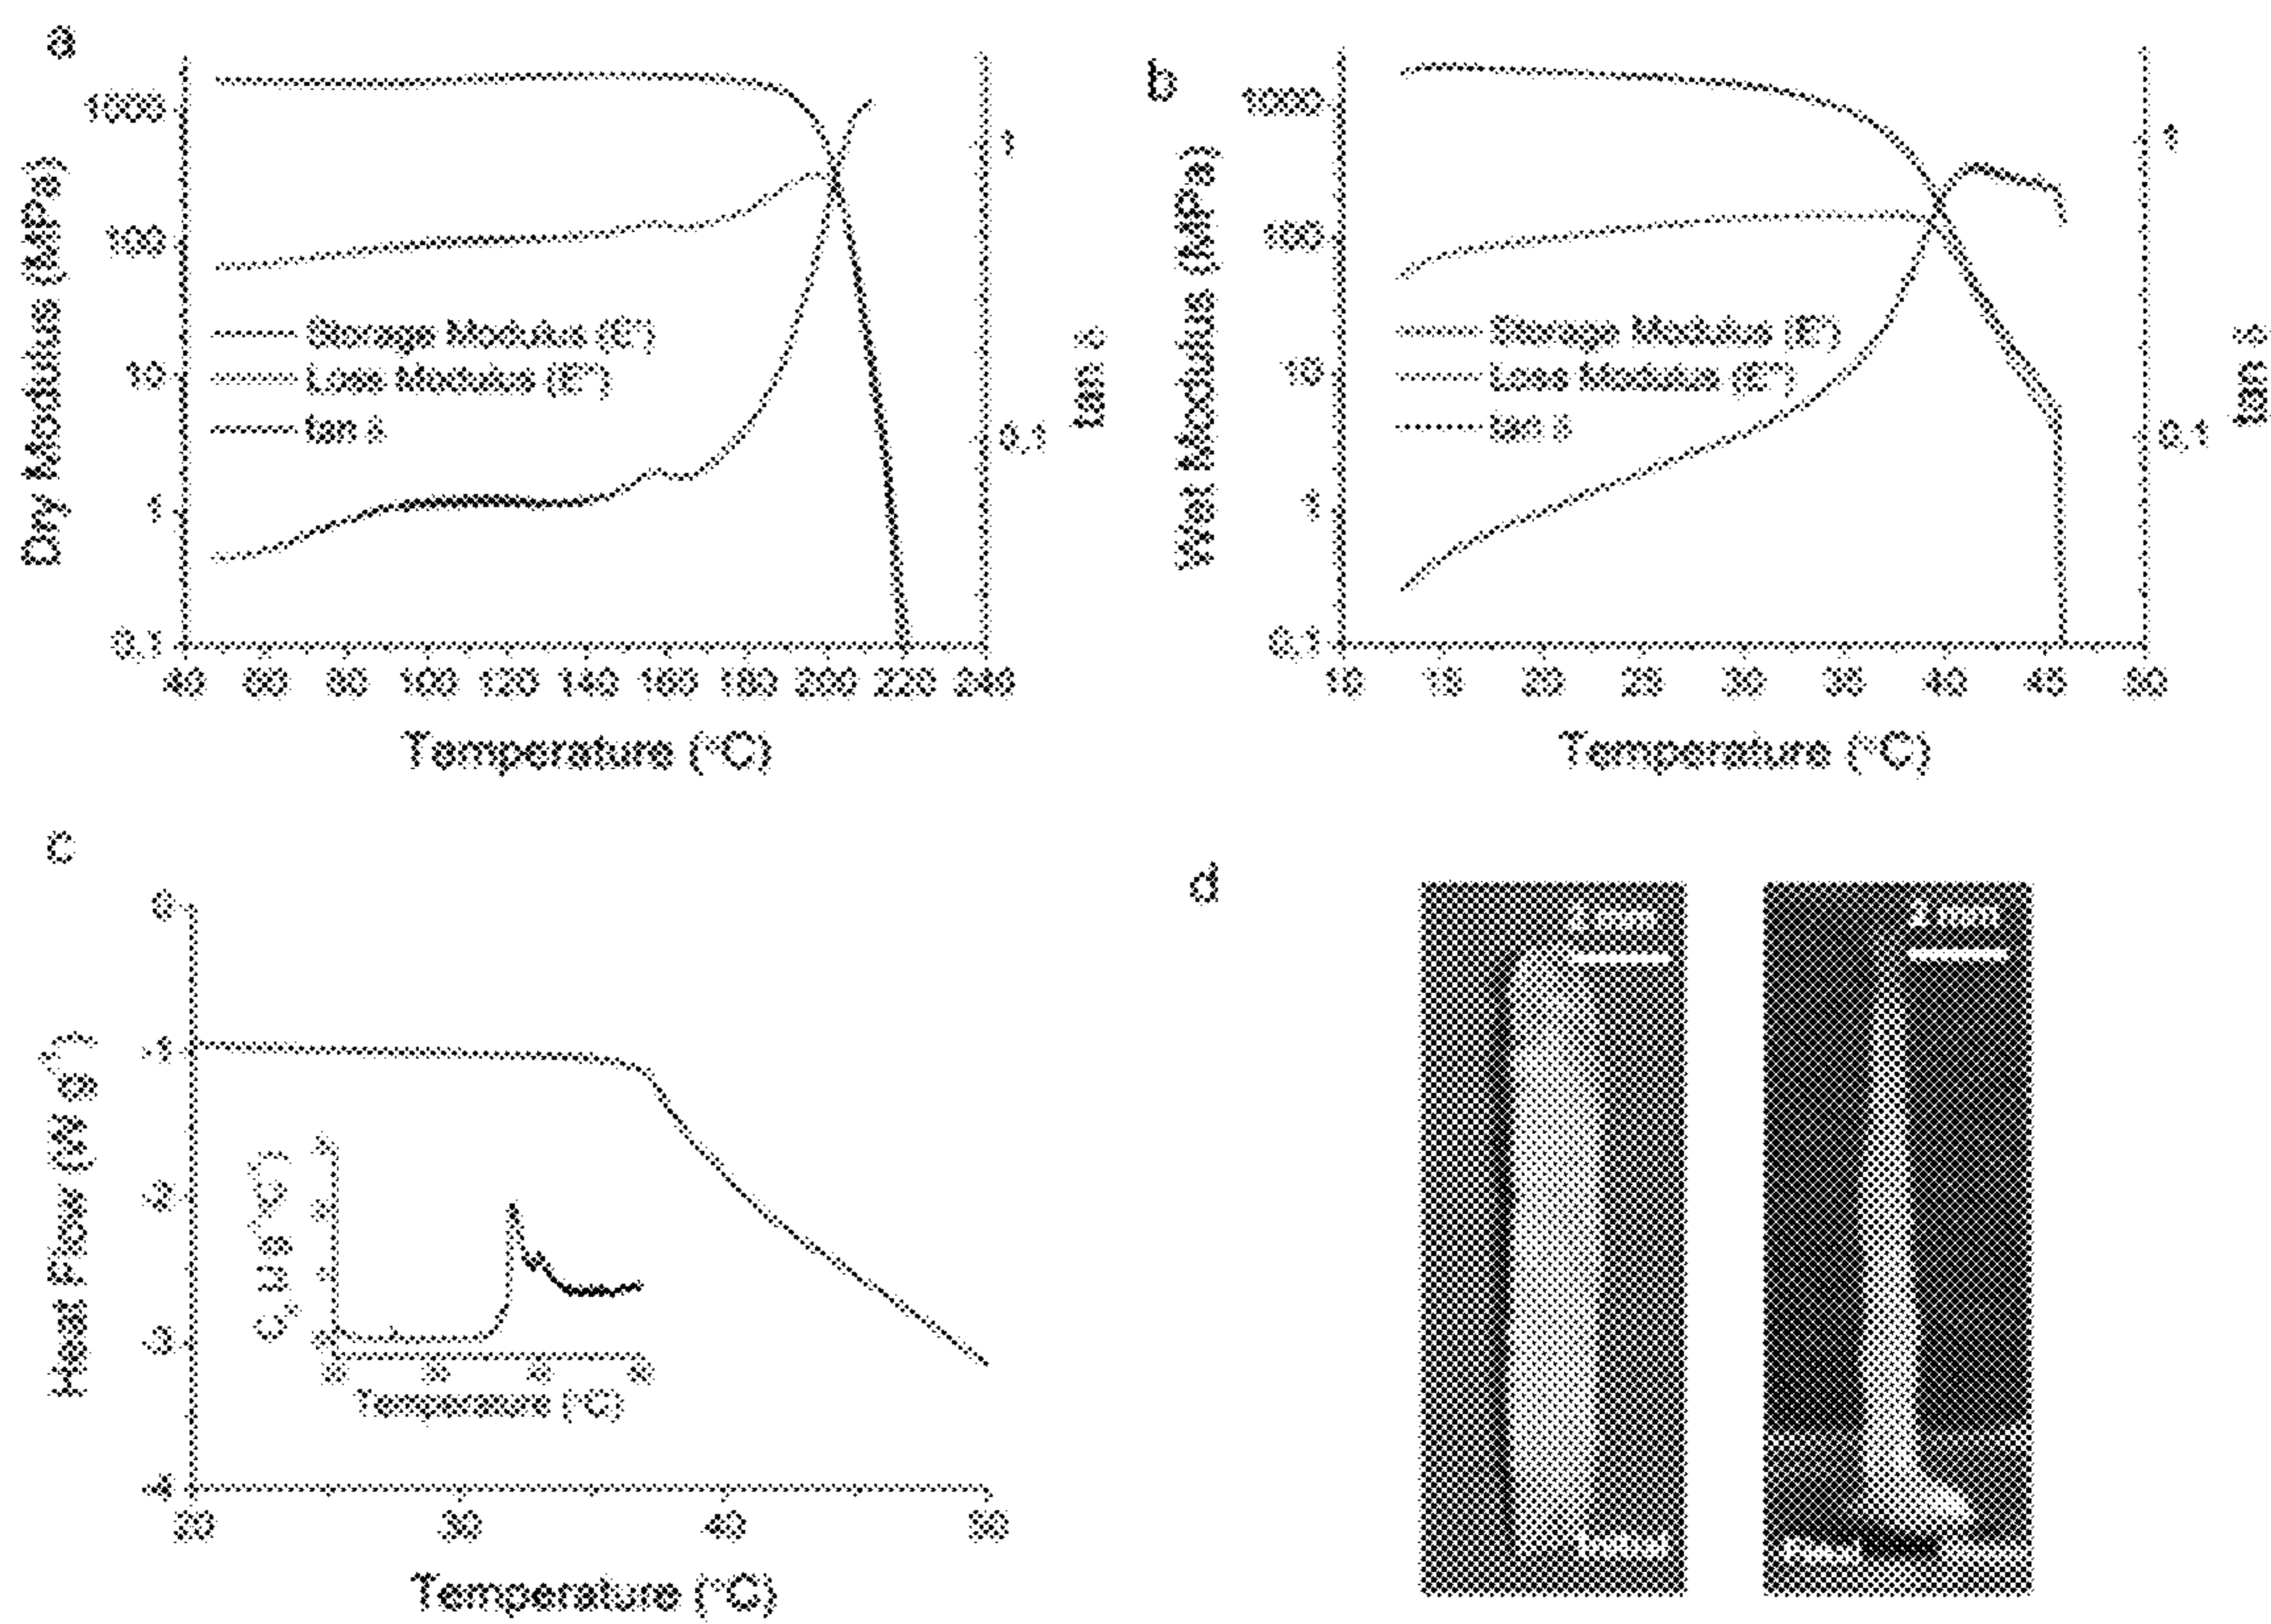 a
1000
100
10
1
0.1
Dry Modulus (MPa)
Storage Modulus (E')
Loss Modulus (E'')
tan δ
1
0.1
tan δ
40 60 80 100 120 140 160 180 200 220 240
Temperature (°C)
b
1000
100
10
1
0.1
Wet Modulus (MPa)
Storage Modulus (E')
Loss Modulus (E'')
tan δ
1
0.1
tan δ
10 15 20 25 30 35 40 45 50
Temperature (°C)
c
0
-1
-2
-3
-4
Heat Flow (W g
Temperature (°C)
20 30 40 50
Temperature (°C)
d
1 mm
Initial
1 mm
Final